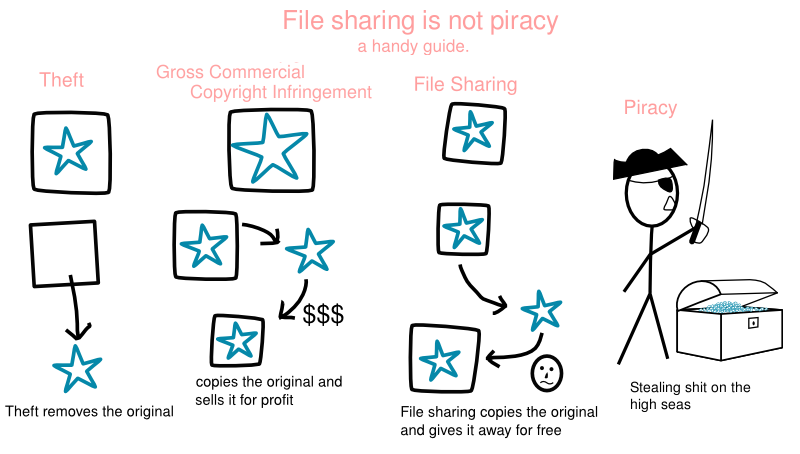 File sharing is not piracy
a handy guide.
Theft
Gross Commercial
Copyright Infringement
File Sharing
Piracy
$$$
Theft removes the original
copies the original and
sells it for profit
File sharing copies the original
and gives it away for free
Stealing shit on the
high seas